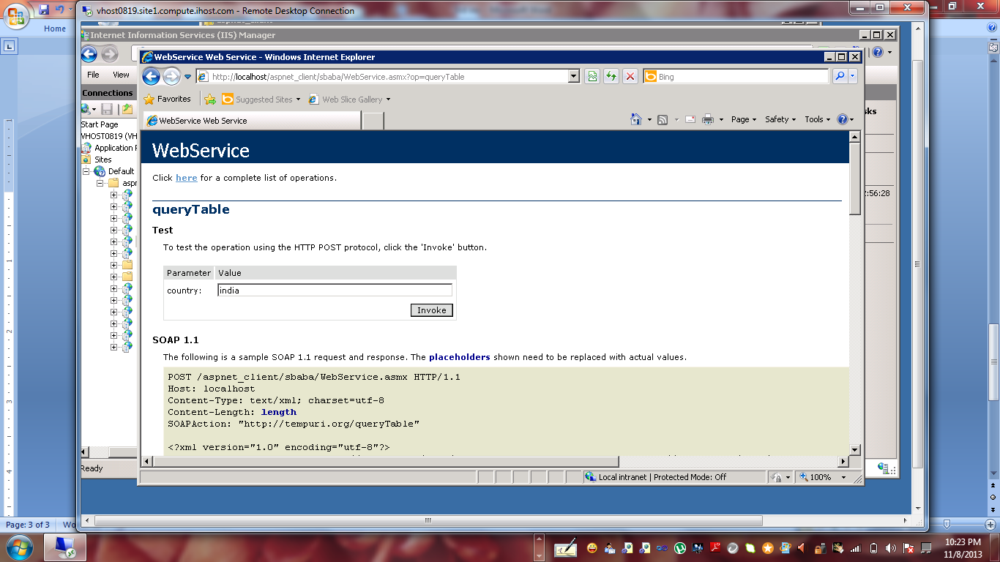 vhost0819.site1.compute.ihost.com - Remote Desktop Connection
Home
Internet Information Services (IIS) Manager
WebService Web Service - Windows Internet Explorer
http://localhost/aspnet_client/sbaba/WebService.asmx?op=queryTable
Bing
File View
Connections
Favorites Suggested Sites Web Slice Gallery
WebService Web Service
Page Safety Tools
Start Page
VHOST0819 (VH
Application P
Sites
Default
aspr
sks
2:56:28
WebService
Click here for a complete list of operations.
queryTable
Test
To test the operation using the HTTP POST protocol, click the 'Invoke' button.
Parameter Value
country: india
Invoke
SOAP 1.1
The following is a sample SOAP 1.1 request and response. The placeholders shown need to be replaced with actual values.
POST /aspnet_client/sbaba/WebService.asmx HTTP/1.1
Host: localhost
Content-Type: text/xml; charset=utf-8
Content-Length: length
SOAPAction: "http://tempuri.org/queryTable"
<?xml version="1.0" encoding="utf-8"?>
Ready
Local intranet | Protected Mode: Off
100%
Page: 3 of 3 Wo
10:23 PM
11/8/2013